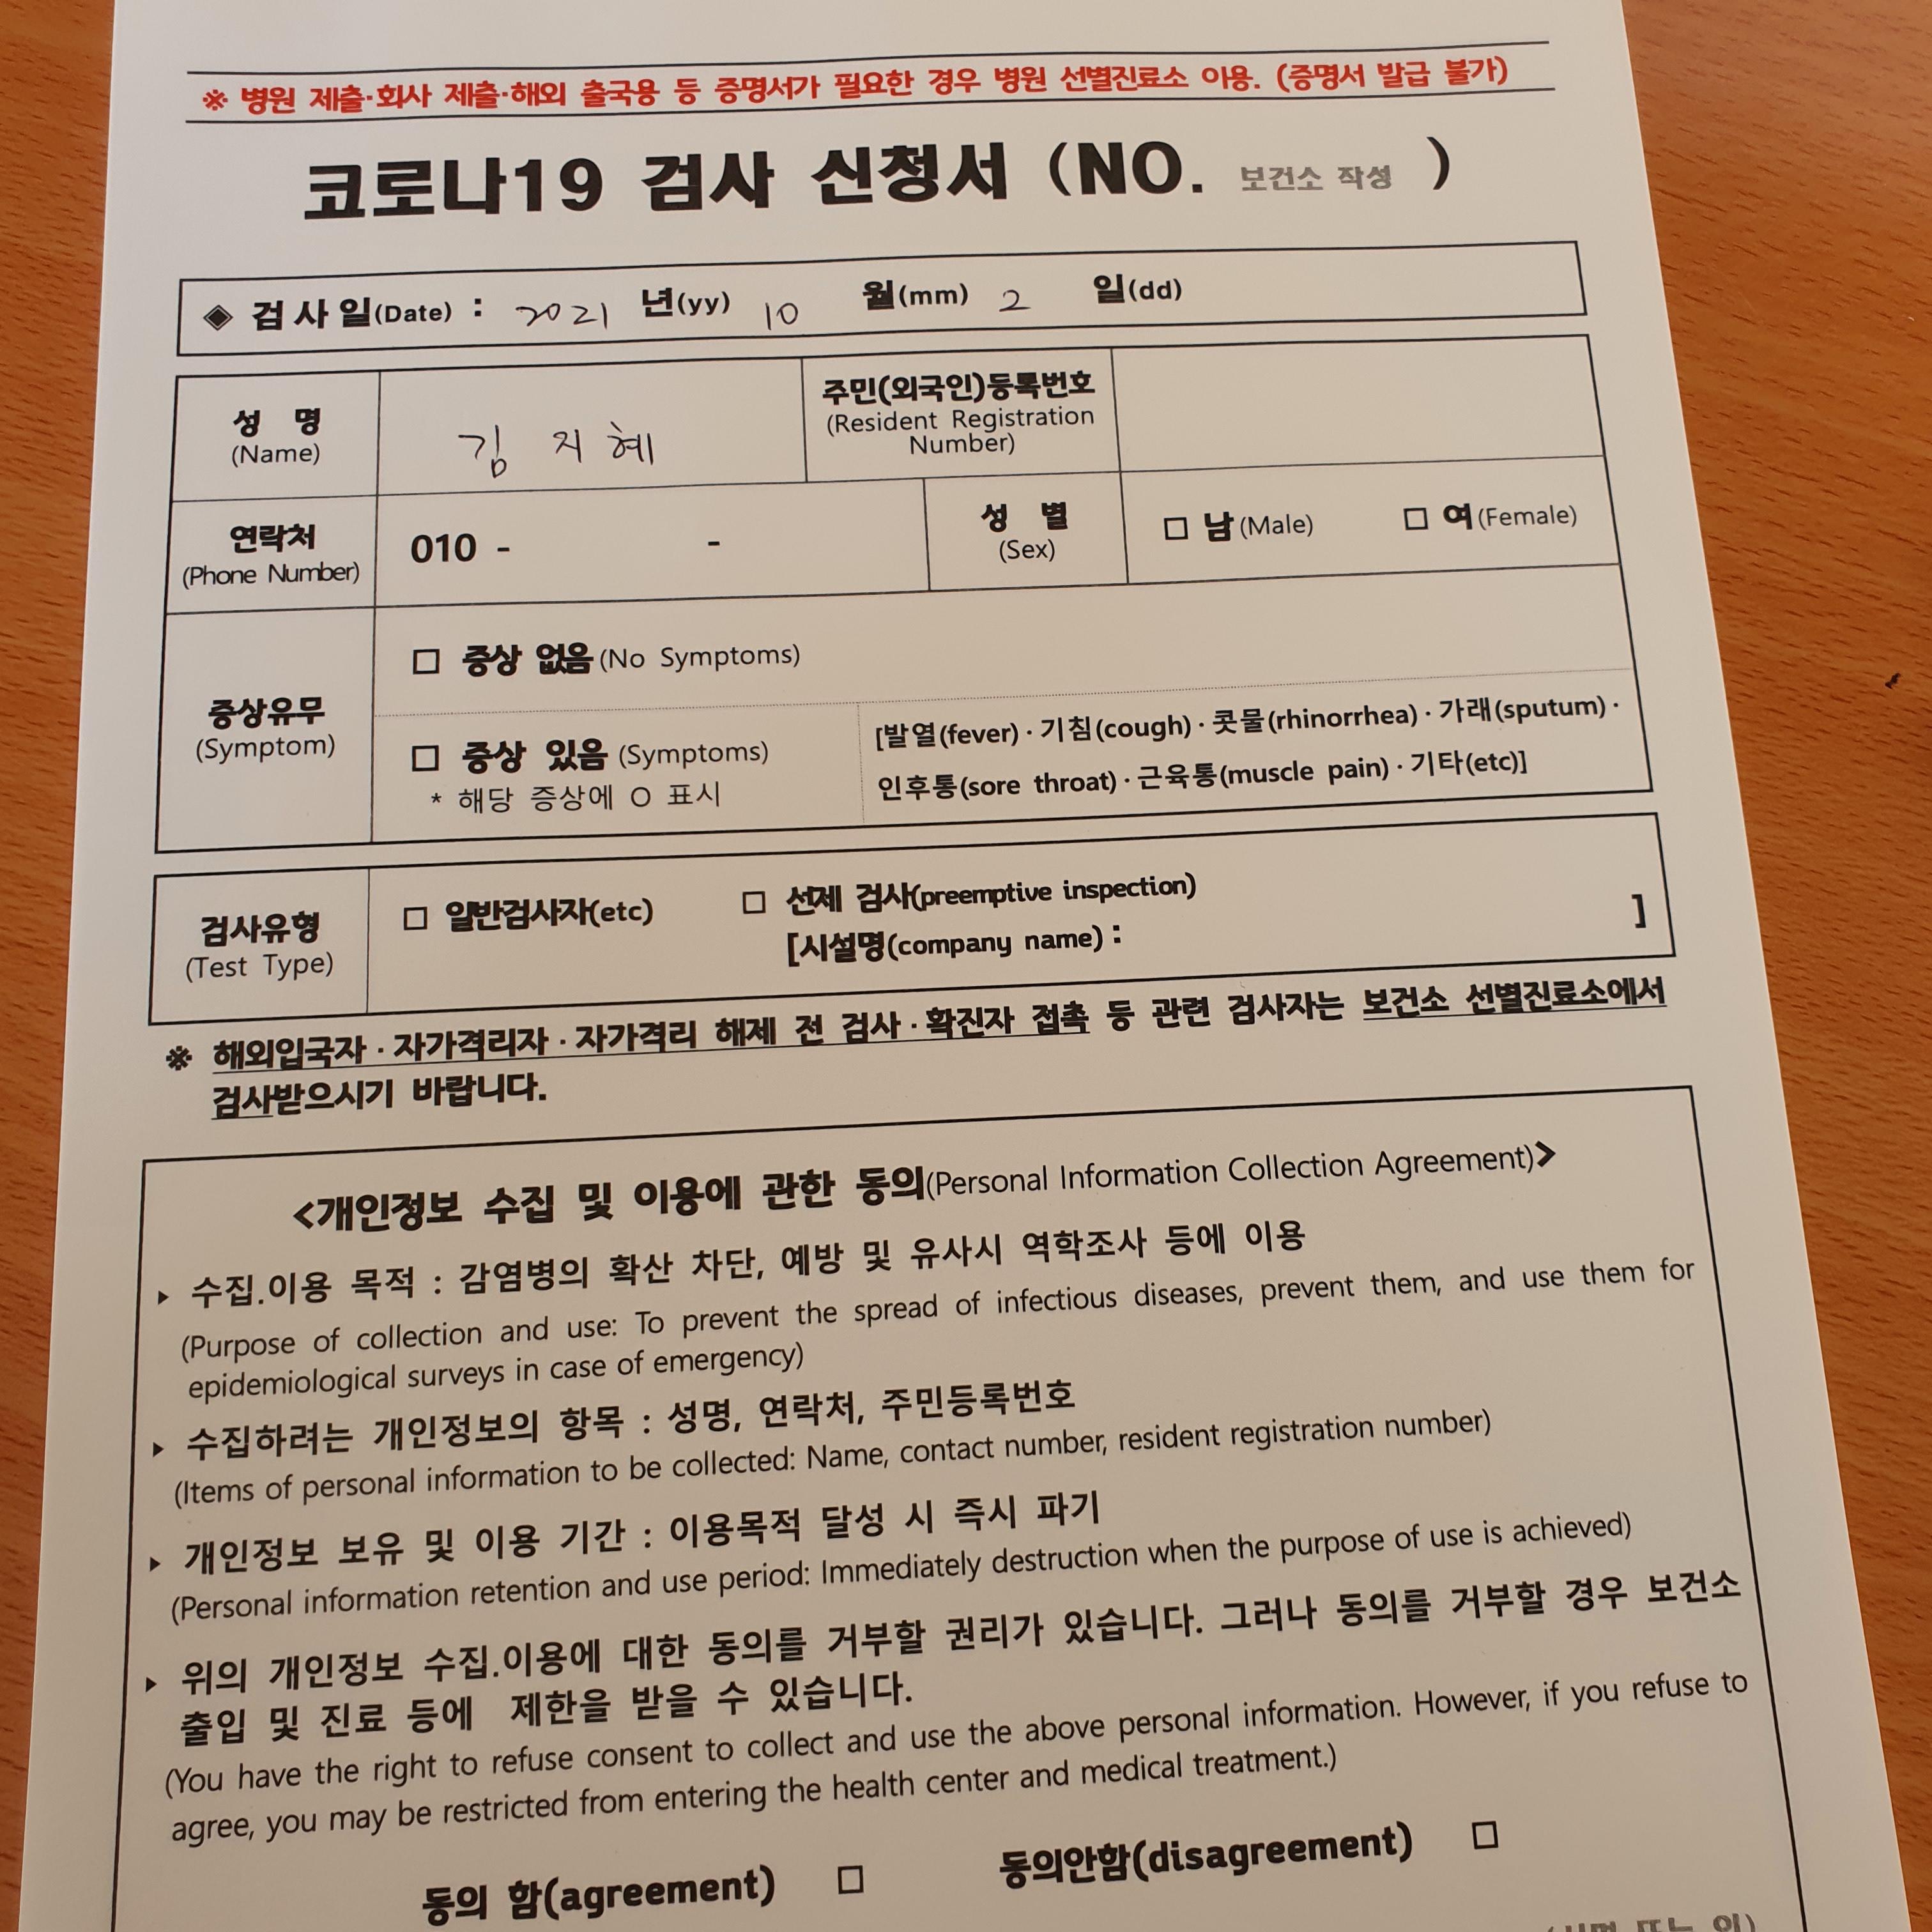 ※ 병원 제출·회사 제출·해외 출국용 등 증명서가 필요한 경우 병원 선별진료소 이용. (증명서 발급 불가)
코로나19 검사 신청서 (NO. 보건소 작성 )
◈ 검사일(Date) : 2021 년(yy) 10 월(mm) 2 일(dd)
성 명
(Name)
김 지혜
주민(외국인)등록번호
(Resident Registration
Number)
연락처
(Phone Number)
010 - -
성 별
(Sex)
□ 남(Male) □ 여(Female)
증상유무
(Symptom)
□ 증상 없음(No Symptoms)
□ 증상 있음 (Symptoms)
* 해당 증상에 O 표시
[발열(fever)·기침(cough)·콧물(rhinorrhea)·가래(sputum)·
인후통(sore throat)·근육통(muscle pain)·기타(etc)]
검사유형
(Test Type)
□ 일반검사자(etc) □ 선제 검사(preemptive inspection)
[시설명(company name) : ]
※ 해외입국자·자가격리자·자가격리 해제 전 검사·확진자 접촉 등 관련 검사자는 보건소 선별진료소에서
검사받으시기 바랍니다.
<개인정보 수집 및 이용에 관한 동의(Personal Information Collection Agreement)>
▸ 수집.이용 목적 : 감염병의 확산 차단, 예방 및 유사시 역학조사 등에 이용
(Purpose of collection and use: To prevent the spread of infectious diseases, prevent them, and use them for
epidemiological surveys in case of emergency)
▸ 수집하려는 개인정보의 항목 : 성명, 연락처, 주민등록번호
(Items of personal information to be collected: Name, contact number, resident registration number)
▸ 개인정보 보유 및 이용 기간 : 이용목적 달성 시 즉시 파기
(Personal information retention and use period: Immediately destruction when the purpose of use is achieved)
▸ 위의 개인정보 수집.이용에 대한 동의를 거부할 권리가 있습니다. 그러나 동의를 거부할 경우 보건소
출입 및 진료 등에 제한을 받을 수 있습니다.
(You have the right to refuse consent to collect and use the above personal information. However, if you refuse to
agree, you may be restricted from entering the health center and medical treatment.)
동의 함(agreement) □ 동의안함(disagreement) □